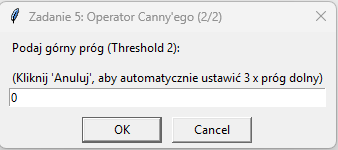 Zadanie 5: Operator Canny'ego (2/2)
Podaj górny próg (Threshold 2):
(Kliknij 'Anuluj', aby automatycznie ustawić 3 x próg dolny)
0
OK Cancel